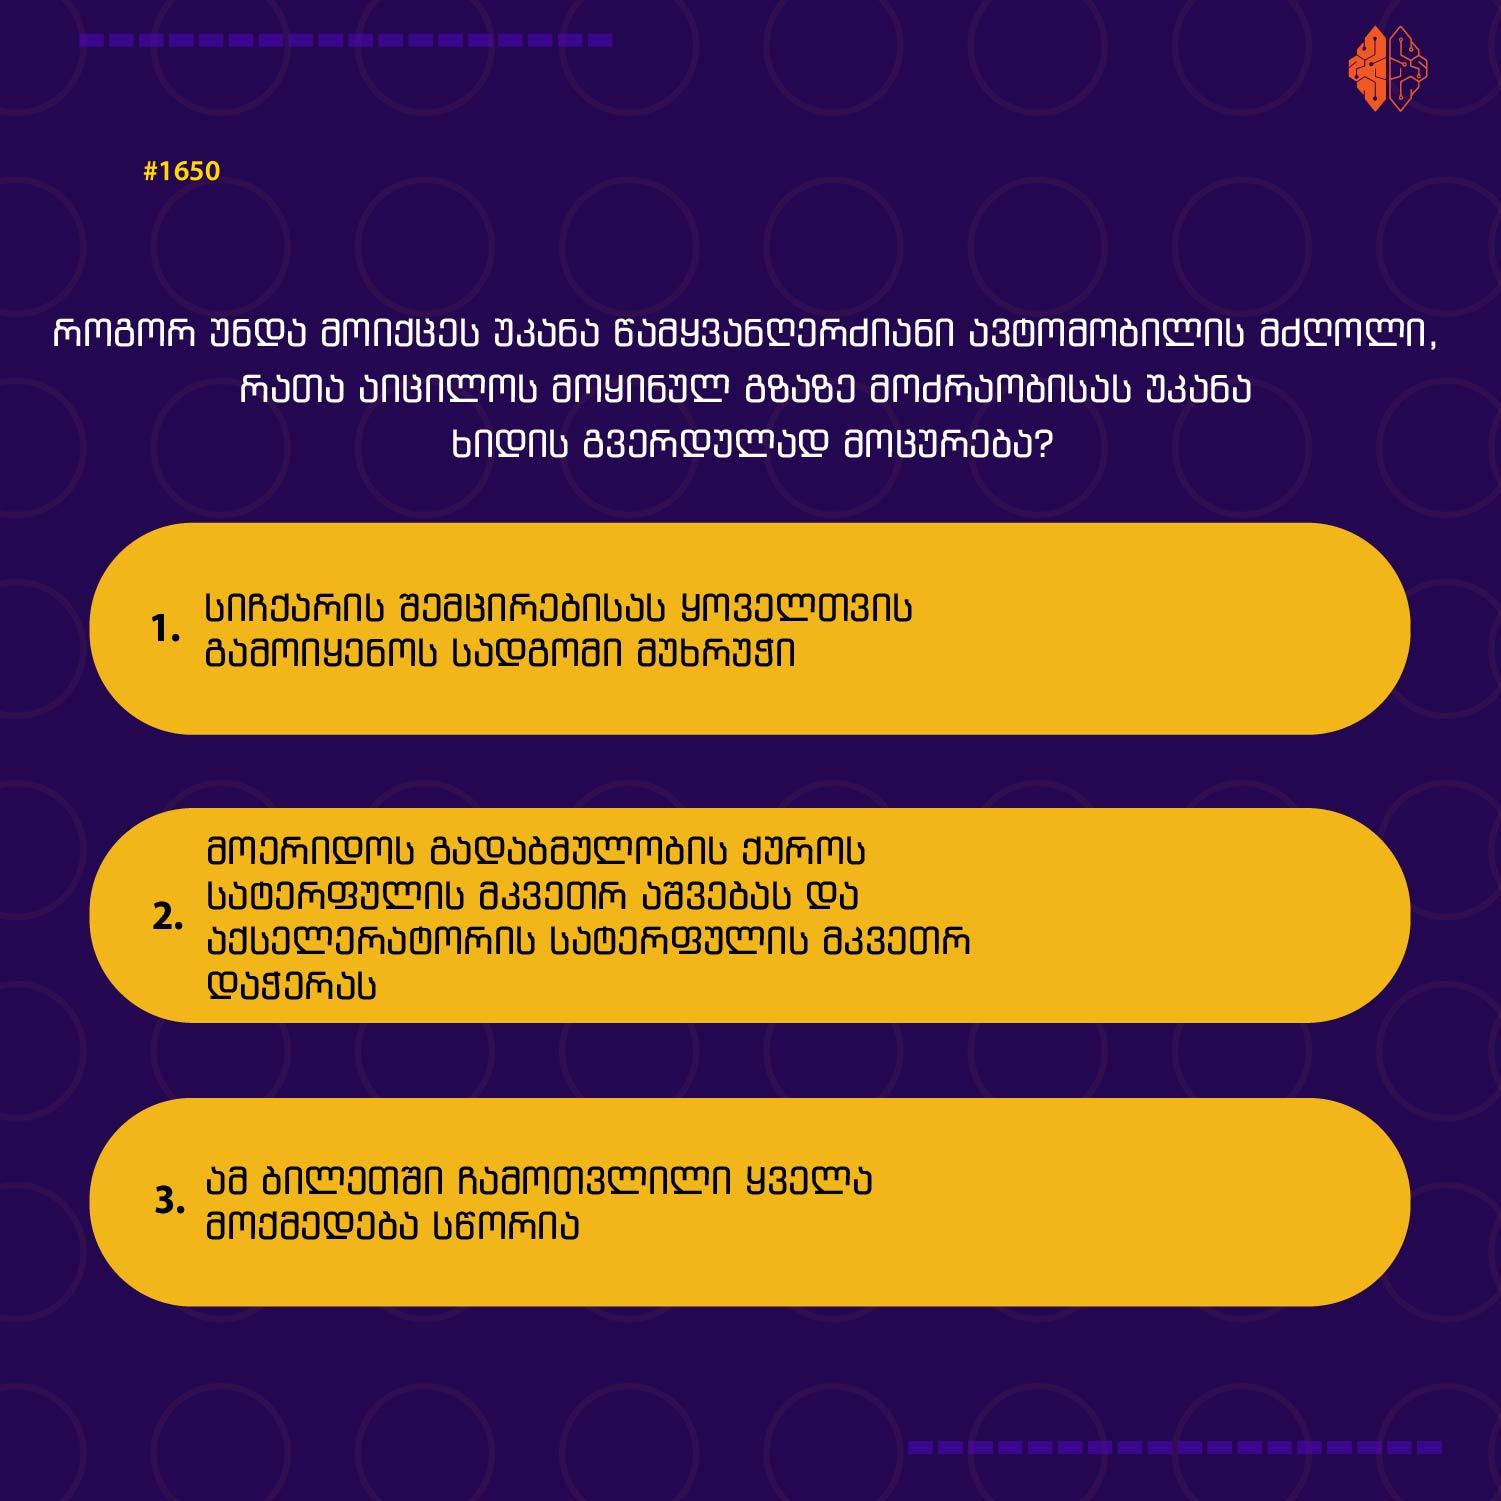 #1650
როგორ უნდა მოიქცეს უკანა წამყვანღერძიანი ავტომობილის მძღოლი,
რათა აიცილოს მოყინულ გზაზე მოძრაობისას უკანა
ხიდის გვერდულად მოცურება?
1. სიჩქარის შემცირებისას ყოველთვის
გამოიყენოს სადგომი მუხრუჭი
2. მოერიდოს გადაბმულობის ქუროს
სატერფულის მკვეთრ აშვებას და
აქსელერატორის სატერფულის მკვეთრ
დაჭერას
3. ამ ბილეთში ჩამოთვლილი ყველა
მოქმედება სწორია